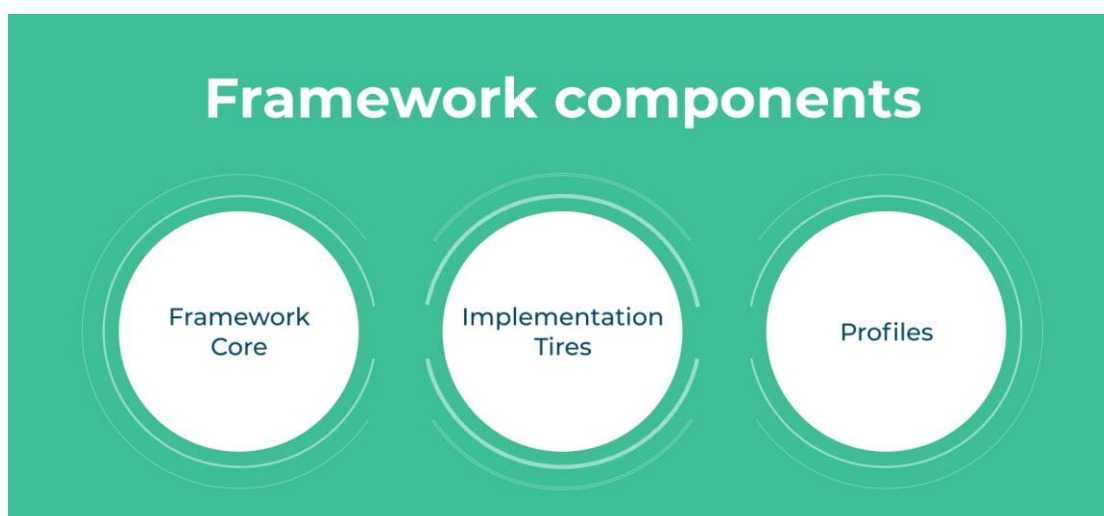 Framework components
Framework
Core
Implementation
Tires
Profiles